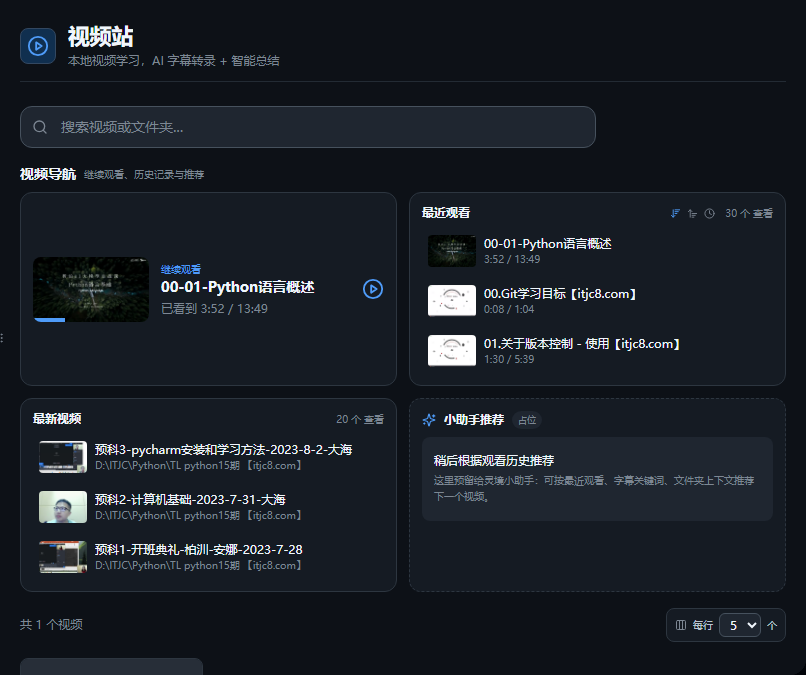 视频站
本地视频学习，AI 字幕转录 + 智能总结
搜索视频或文件夹...
视频导航 继续观看、历史记录与推荐
继续观看
00-01-Python语言概述
已看到 3:52 / 13:49
最近观看 30 个 查看
00-01-Python语言概述
3:52 / 13:49
00.Git学习目标【itjc8.com】
0:08 / 1:04
01.关于版本控制 - 使用【itjc8.com】
1:30 / 5:39
最新视频 20 个 查看
预科3-pycharm安装和学习方法-2023-8-2-大海
D:\ITJC\Python\TL python15期 【itjc8.com】
预科2-计算机基础-2023-7-31-大海
D:\ITJC\Python\TL python15期 【itjc8.com】
预科1-开班典礼-柏汌-安娜-2023-7-28
D:\ITJC\Python\TL python15期 【itjc8.com】
小助手推荐 占位
稍后根据观看历史推荐
这里预留给灵境小助手：可按最近观看、字幕关键词、文件夹上下文推荐
下一个视频。
共 1 个视频
每行 5 个